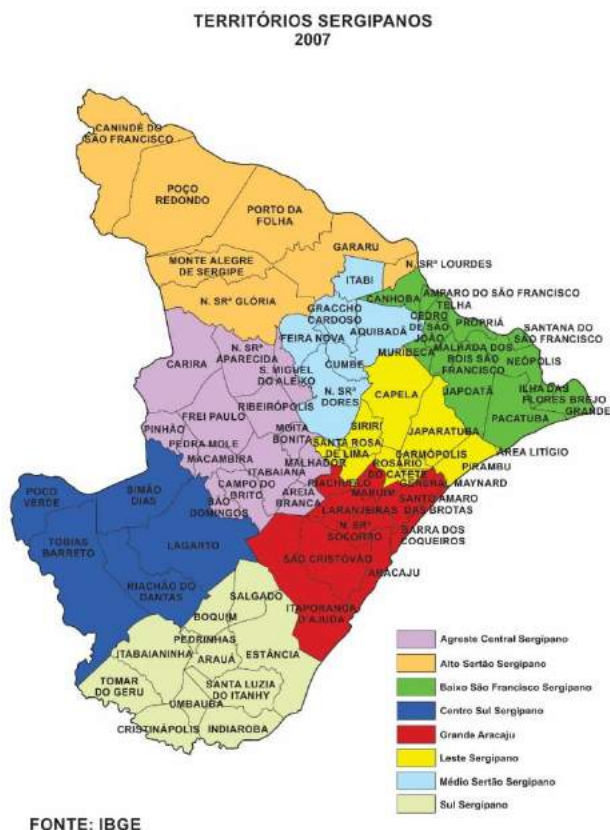 TERRITÓRIOS SERGIPANOS
2007
CANINDÉ DO
SÃO FRANCISCO
POÇO
REDONDO
PORTO DA
FOLHA
GARARU
N. SRª LOURDES
MONTE ALEGRE
DE SERGIPE
ITABI
N. SRª GLÓRIA
CANHOBA
AMPARO DO SÃO FRANCISCO
TELHA
GRACCHO
CARDOSO
CEDRO
DE SÃO
JOÃO
PROPRIÁ
SANTANA DO
SÃO FRANCISCO
FEIRA NOVA
AQUIBADÃ
N. SRª
APARECIDA
MURIBECA
MALHADA DOS
BOIS SÃO
FRANCISCO
NEÓPOLIS
CARIRA
CUMBE
S. MIGUEL
DO ALEIXO
CAPELA
JAPOATÃ
ILHA DAS
FLORES BREJO
GRANDE
N. SRª
DORES
PACATUBA
RIBEIRÓPOLIS
FREI PAULO
SIRIRI
JAPARATUBA
PINHÃO
MOITA
BONITA
SANTA ROSA
DE LIMA
CARMÓPOLIS
ÁREA LITÍGIO
PEDRA MOLE
MACAMBIRA
MALHADOR
ROSÁRIO
DO CATETE
PIRAMBU
ITABAIANA
RIACHUELO
GENERAL
MAYNARD
CAMPO DO
BRITO
AREIA
BRANCA
MARUIM
SANTO AMARO
DAS BROTAS
SÃO
DOMINGOS
LARANJEIRAS
POÇO
VERDE
SIMÃO
DIAS
N. SRª
SOCORRO
BARRA DOS
COQUEIROS
TOBIAS
BARRETO
LAGARTO
SÃO CRISTOVÃO
ARACAJU
RIACHÃO DO
DANTAS
SALGADO
ITAPORANGA
D'AJUDA
BOQUIM
PEDRINHAS
ITABAIANINHA
ARAUÁ
ESTÂNCIA
TOMAR
DO GERU
SANTA LUZIA
DO ITANHY
UMBAUBA
CRISTINÁPOLIS
INDIAROBA
Agreste Central Sergipano
Alto Sertão Sergipano
Baixo São Francisco Sergipano
Centro Sul Sergipano
Grande Aracaju
Leste Sergipano
Médio Sertão Sergipano
Sul Sergipano
FONTE: IBGE